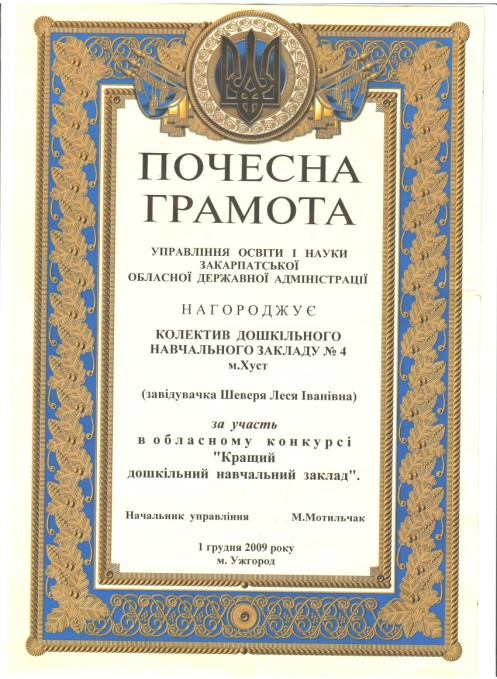 ПОЧЕСНА
ГРАМОТА
УПРАВЛІННЯ ОСВІТИ І НАУКИ
ЗАКАРПАТСЬКОЇ
ОБЛАСНОЇ ДЕРЖАВНОЇ АДМІНІСТРАЦІЇ
НАГОРОДЖУЄ
КОЛЕКТИВ ДОШКІЛЬНОГО
НАВЧАЛЬНОГО ЗАКЛАДУ № 4
м.Хуст
(завідувачка Шеверя Леся Іванівна)
за участь
в обласному конкурсі
"Кращий
дошкільний навчальний заклад".
Начальник управління М.Мотильчак
1 грудня 2009 року
м. Ужгород